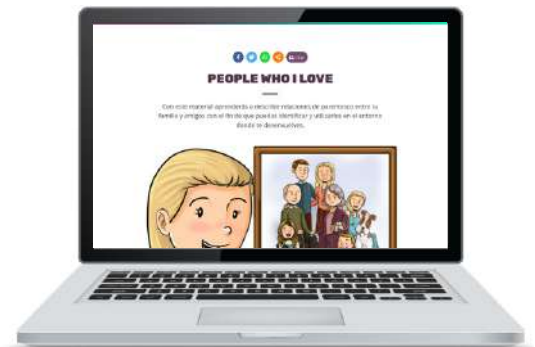 PEOPLE WHO I LOVE
Con este material aprenderás a describir relaciones de parentesco entre la
familia y amigos con el fin de que puedas identificar y utilizarlos en el entorno
donde te desenvuelves.